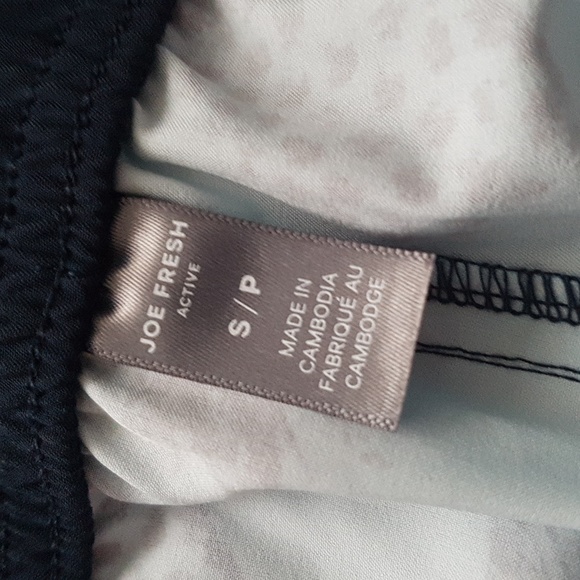 JOE FRESH
ACTIVE
S / P
MADE IN
CAMBODIA
FABRIQUÉ AU
CAMBODGE